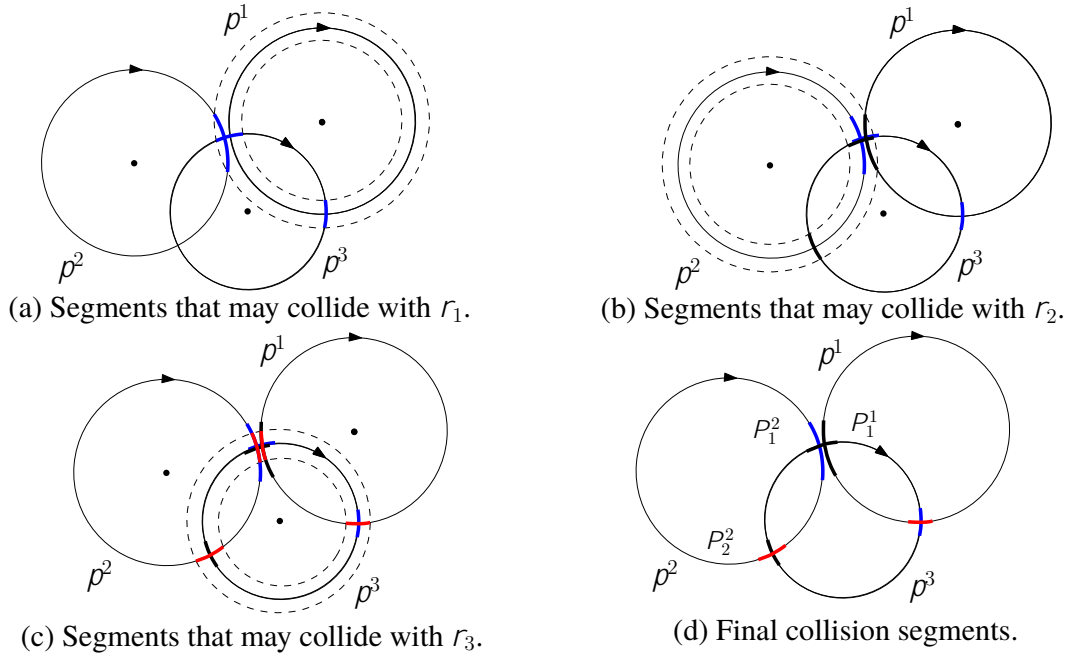 p¹
p²
p³
(a) Segments that may collide with r₁.
p¹
p²
p³
(b) Segments that may collide with r₂.
p¹
p²
p³
(c) Segments that may collide with r₃.
p¹
P₁² P₁¹
P₂²
p²
p³
(d) Final collision segments.